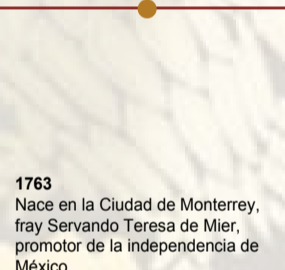 1763
Nace en la Ciudad de Monterrey,
fray Servando Teresa de Mier,
promotor de la independencia de
México